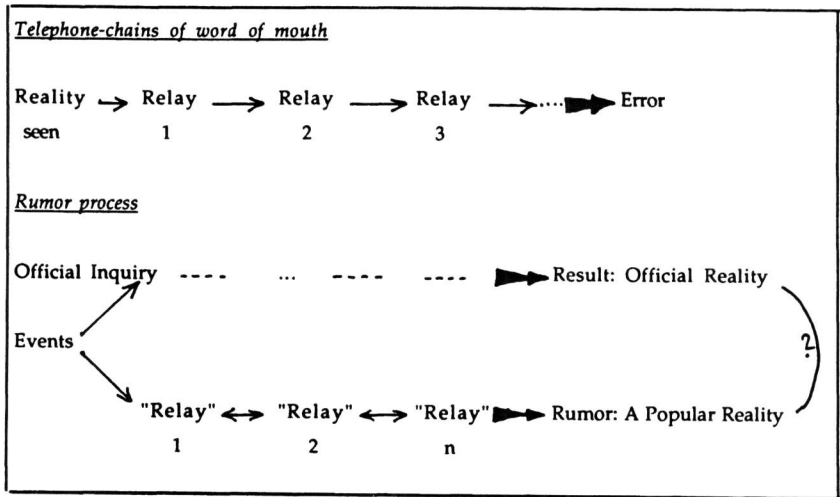 Telephone-chains of word of mouth
Reality → Relay → Relay → Relay → .... → Error
seen 1 2 3
Rumor process
Official Inquiry ---- ... ---- ---- → Result: Official Reality
Events
?
"Relay" ↔ "Relay" ↔ "Relay" → Rumor: A Popular Reality
1 2 n